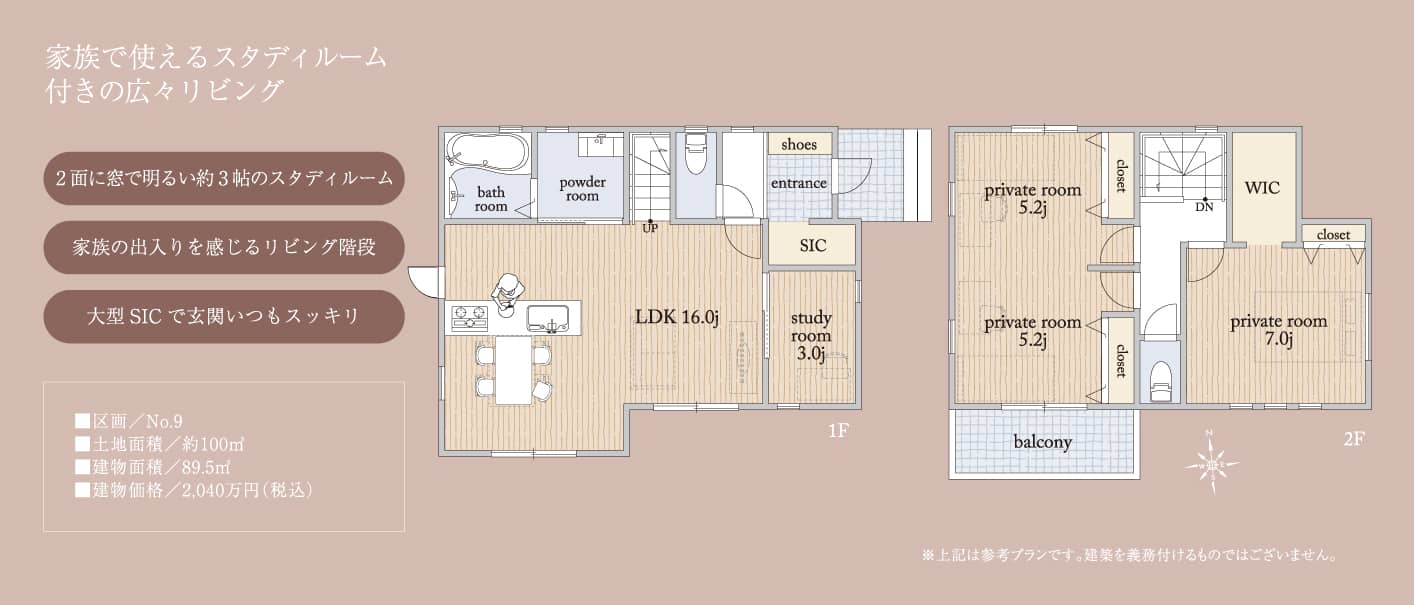 家族で使えるスタディルーム
付きの広々リビング
2面に窓で明るい約3帖のスタディルーム
家族の出入りを感じるリビング階段
大型SICで玄関いつもスッキリ
■区画／No.9
■土地面積／約100㎡
■建物面積／89.5㎡
■建物価格／2,040万円（税込）
bath
room
powder
room
UP
shoes
entrance
SIC
LDK 16.0j
study
room
3.0j
1F
private room
5.2j
closet
DN
WIC
closet
private room
5.2j
closet
private room
7.0j
balcony
2F
N
W
E
S
※上記は参考プランです。建築を義務付けるものではございません。